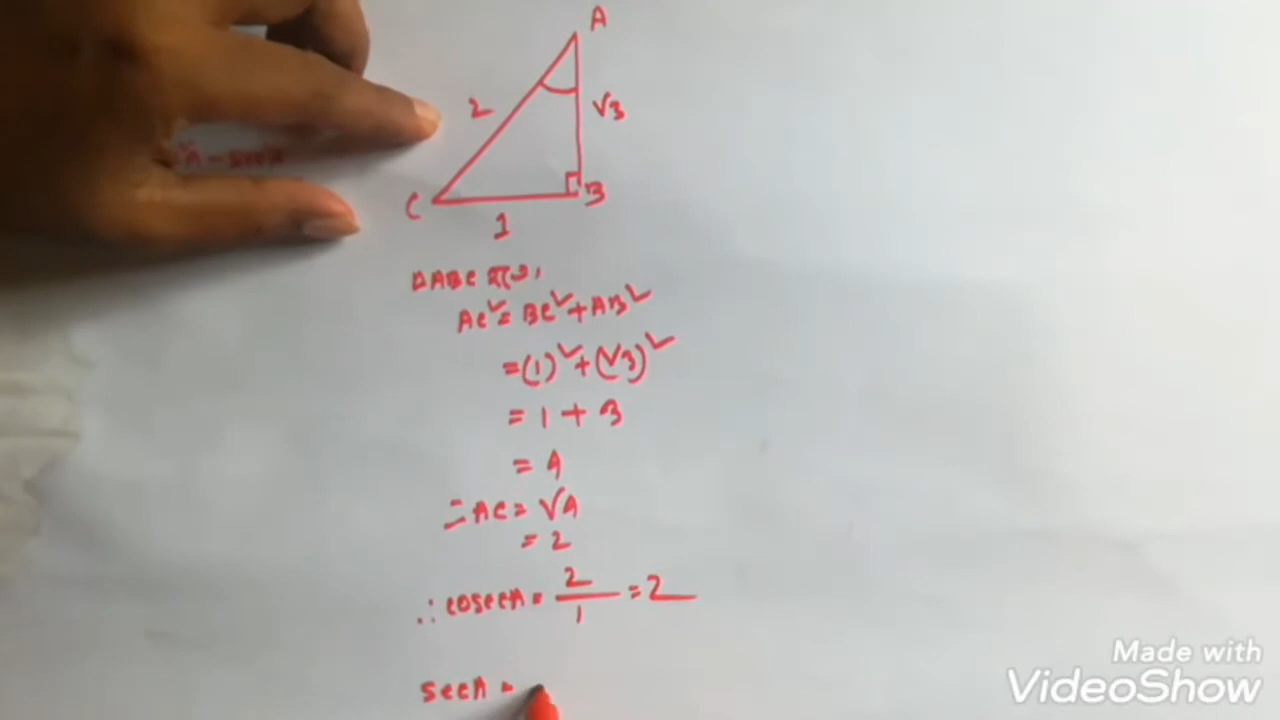 A
2
√3
C
B
1
ΔABC হতে,
AC² = BC² + AB²
= (1)² + (√3)²
= 1 + 3
= 4
∴ AC = √4
= 2
∴ cosecA = 2/1 = 2
secA =
Made with
VideoShow